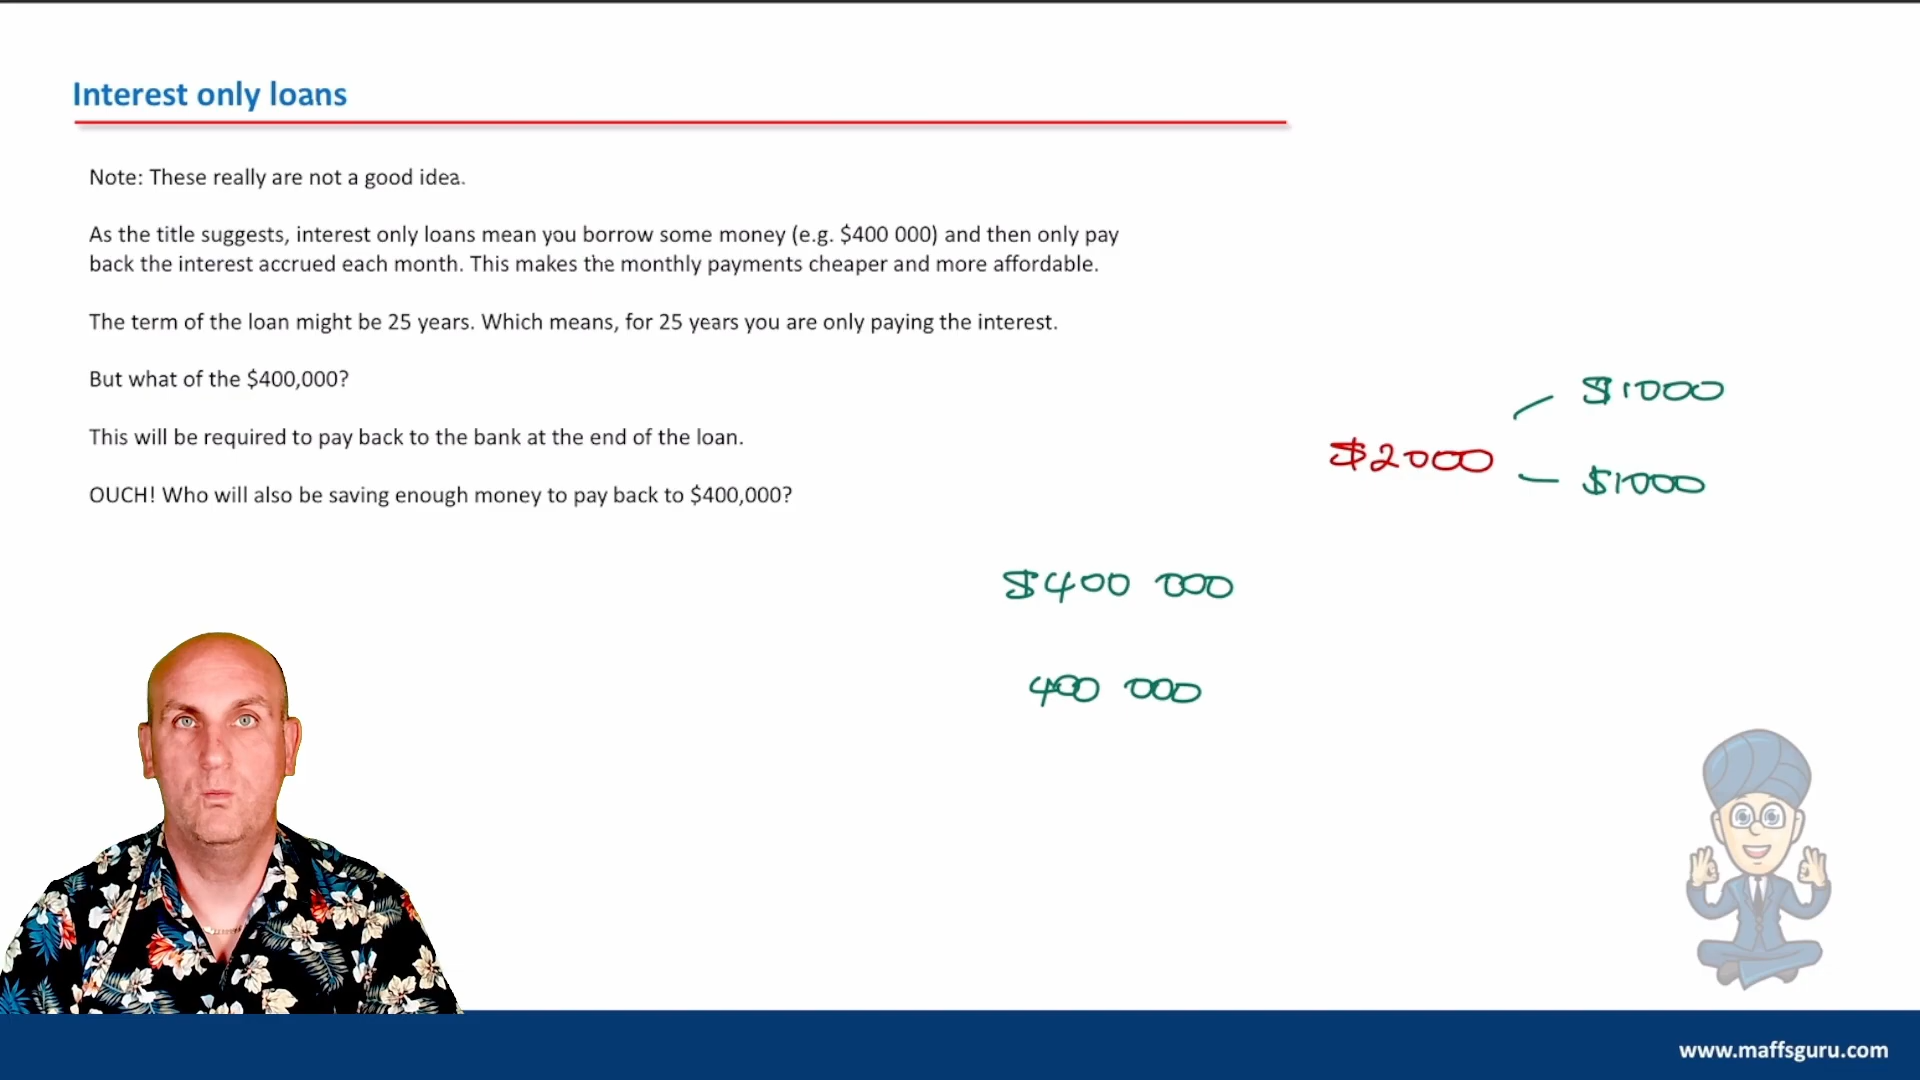 Interest only loans
Note: These really are not a good idea.
As the title suggests, interest only loans mean you borrow some money (e.g. $400 000) and then only pay
back the interest accrued each month. This makes the monthly payments cheaper and more affordable.
The term of the loan might be 25 years. Which means, for 25 years you are only paying the interest.
But what of the $400,000?
This will be required to pay back to the bank at the end of the loan.
OUCH! Who will also be saving enough money to pay back to $400,000?
$1000
$2000
$1000
$400 000
400 000
www.maffsguru.com